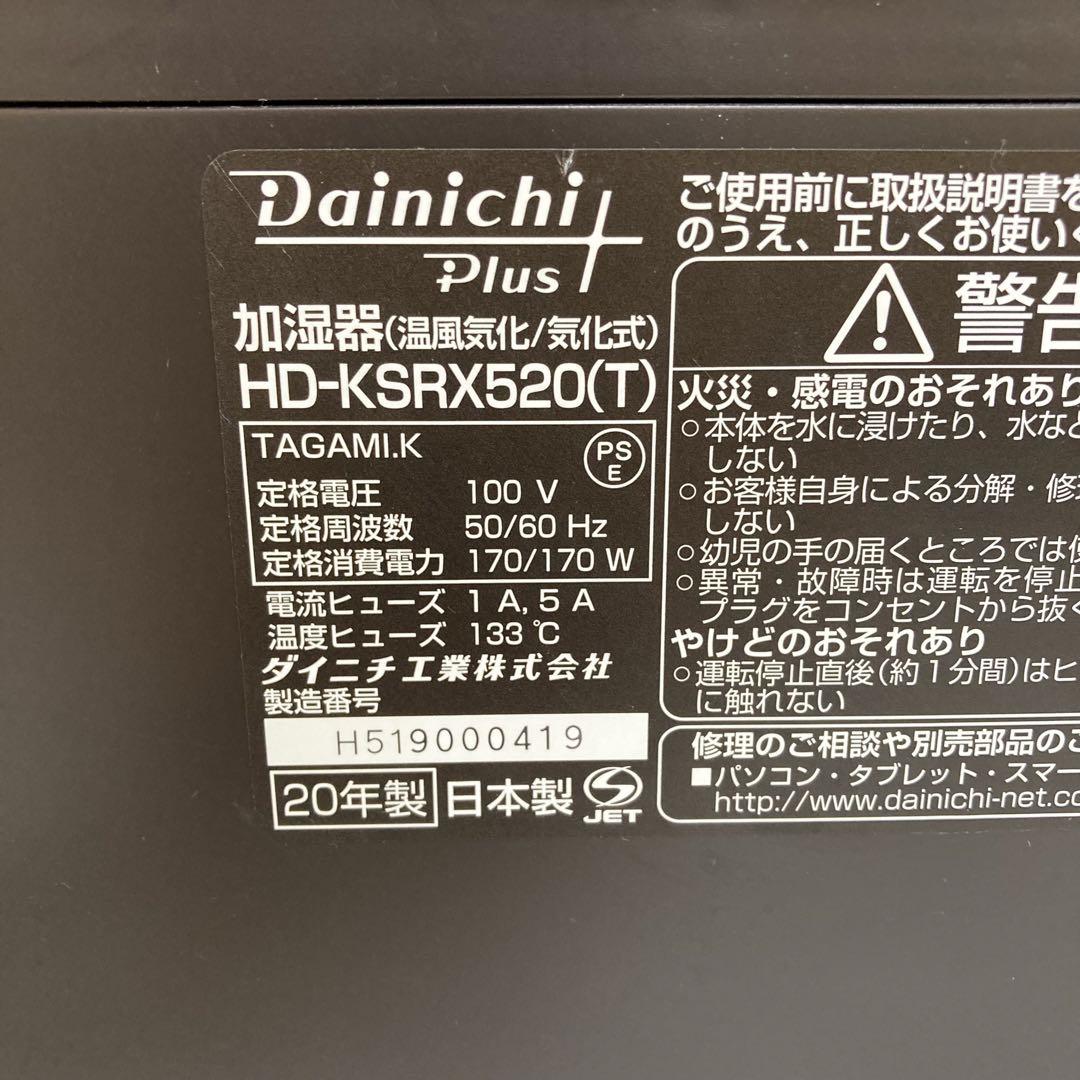 Dainichi
Plus
加湿器(温風気化/気化式)
HD-KSRX520(T)
TAGAMI.K
PS
E
定格電圧 100 V
定格周波数 50/60 Hz
定格消費電力 170/170 W
電流ヒューズ 1 A, 5 A
温度ヒューズ 133 ℃
ダイニチ工業株式会社
製造番号
H519000419
20年製 日本製
JET
ご使用前に取扱説明書を
のうえ、正しくお使いく
警告
火災・感電のおそれあり
○本体を水に浸けたり、水など
しない
○お客様自身による分解・修理
しない
○幼児の手の届くところでは使
○異常・故障時は運転を停止
プラグをコンセントから抜く
やけどのおそれあり
○運転停止直後(約1分間)はヒ
に触れない
修理のご相談や別売部品のご
■パソコン・タブレット・スマー
http://www.dainichi-net.co